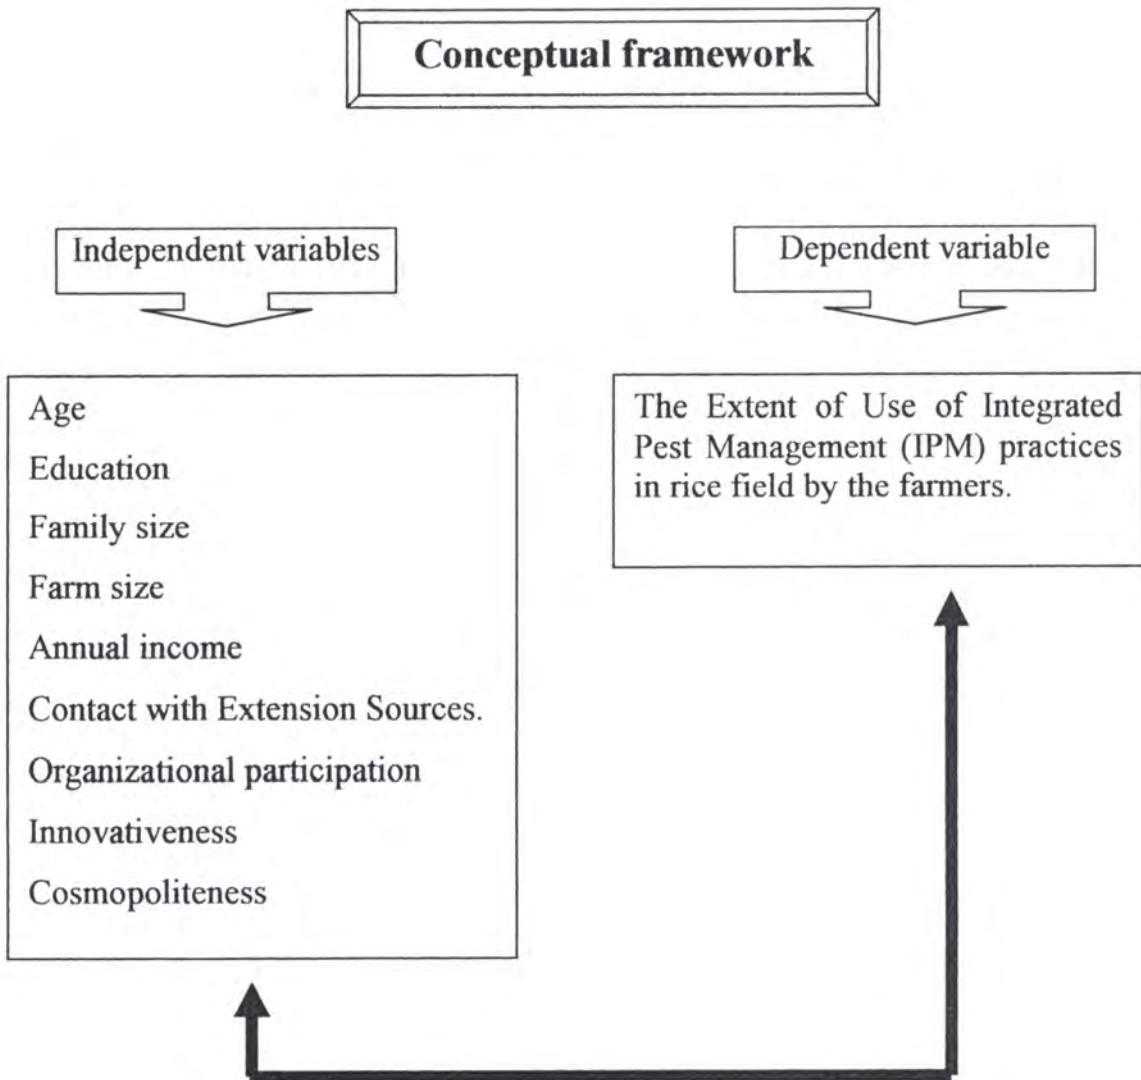 Conceptual framework
Independent variables
Dependent variable
Age
Education
Family size
Farm size
Annual income
Contact with Extension Sources.
Organizational participation
Innovativeness
Cosmopoliteness
The Extent of Use of Integrated
Pest Management (IPM) practices
in rice field by the farmers.